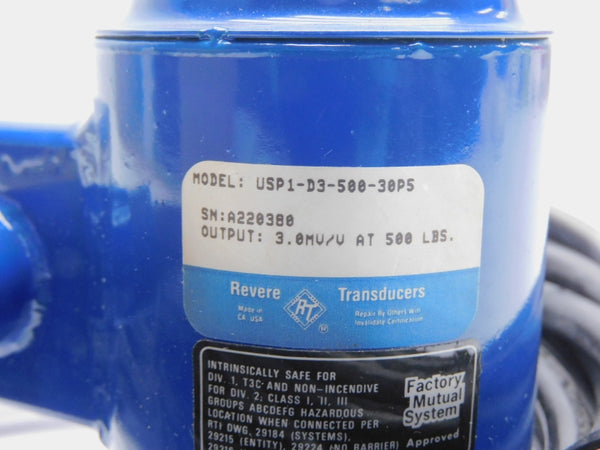 MODEL: USP1-D3-500-30P5
SN:A220380
OUTPUT: 3.0MV/V AT 500 LBS.
Revere RT Transducers
Made in CA USA
Repair By Others Will Invalidate Certification
®
INTRINSICALLY SAFE FOR
DIV. 1, T3C AND NON-INCENDIVE
FOR DIV. 2; CLASS I, II, III
GROUPS ABCDEFG HAZARDOUS
LOCATION WHEN CONNECTED PER
RTI DWG, 29184 (SYSTEMS).
29215 (ENTITY), 29224 (NO BARRIER)
Factory
Mutual
System
Approved